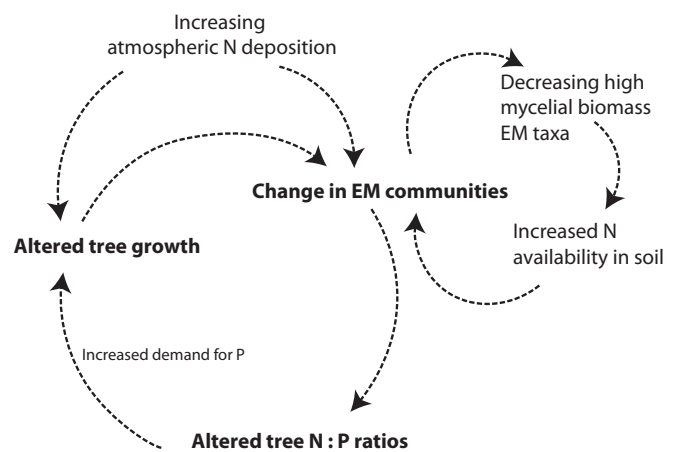 Increasing
atmospheric N deposition
Decreasing high
mycelial biomass
EM taxa
Change in EM communities
Altered tree growth
Increased N
availability in soil
Increased demand for P
Altered tree N : P ratios